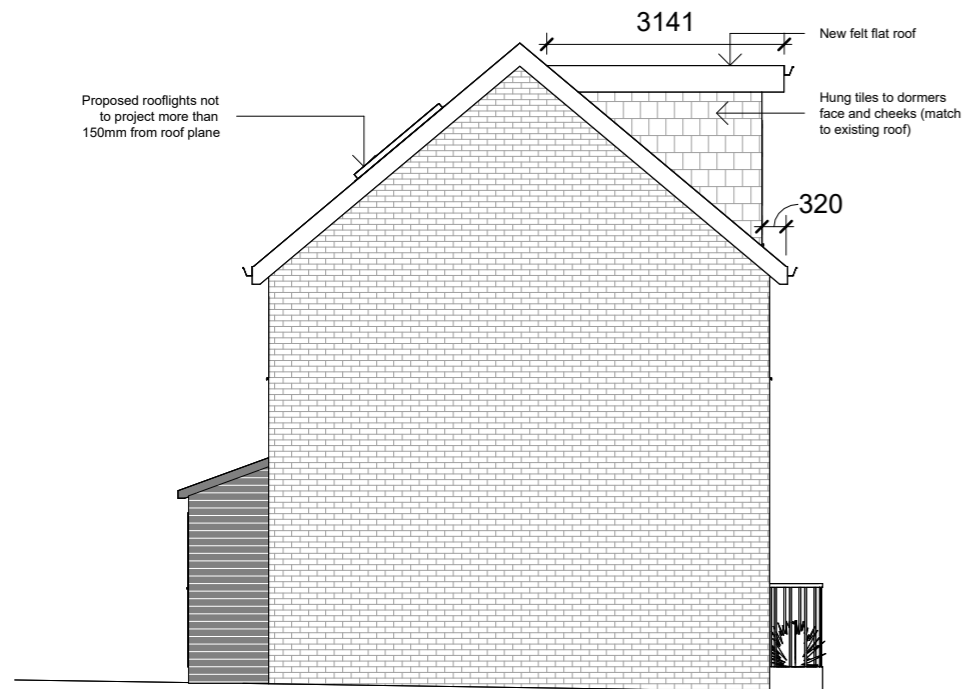 3141
New felt flat roof
Proposed rooflights not
to project more than
150mm from roof plane
Hung tiles to dormers
face and cheeks (match
to existing roof)
320